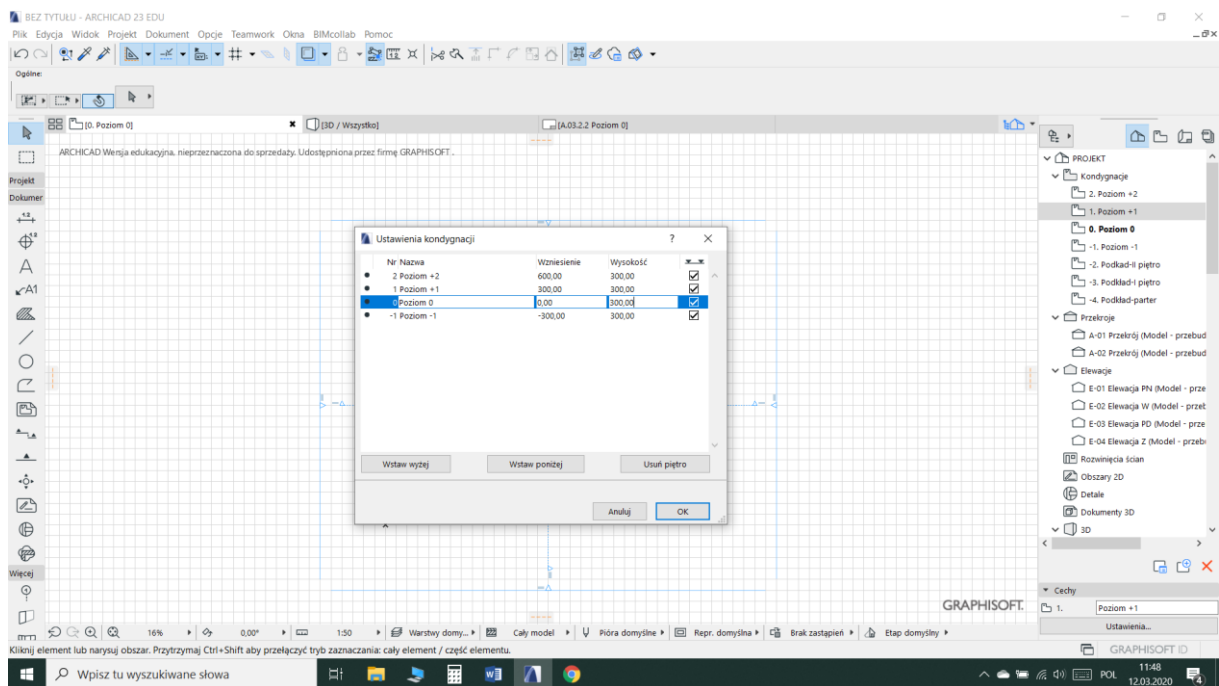 BEZ TYTUŁU - ARCHICAD 23 EDU
Plik Edycja Widok Projekt Dokument Opcje Teamwork Okna BIMcollab Pomoc
Ogólne:
[0. Poziom 0]
[3D / Wszystko]
[A.03.2.2 Poziom 0]
ARCHICAD Wersja edukacyjna, nieprzeznaczona do sprzedaży. Udostępniona przez firmę GRAPHISOFT.
Projekt
Dokumer
A
A1
Więcej
Ustawienia kondygnacji ?
Nr Nazwa Wzniesienie Wysokość
2 Poziom +2 600,00 300,00
1 Poziom +1 300,00 300,00
0 Poziom 0 0,00 300,00
-1 Poziom -1 -300,00 300,00
Wstaw wyżej Wstaw poniżej Usuń piętro
Anuluj OK
PROJEKT
Kondygnacje
2. Poziom +2
1. Poziom +1
0. Poziom 0
-1. Poziom -1
-2. Podkad-II piętro
-3. Podkład-I piętro
-4. Podkład-parter
Przekroje
A-01 Przekrój (Model - przebud
A-02 Przekrój (Model - przebud
Elewacje
E-01 Elewacja PN (Model - prze
E-02 Elewacja W (Model - przeb
E-03 Elewacja PD (Model - prze
E-04 Elewacja Z (Model - przebu
Rozwinięcia ścian
Obszary 2D
Detale
Dokumenty 3D
3D
Cechy
1. Poziom +1
Ustawienia...
GRAPHISOFT.
16% 0,00° 1:50 Warstwy domy... Cały model Pióra domyślne Repr. domyślna Brak zastąpień Etap domyślny
Kliknij element lub narysuj obszar. Przytrzymaj Ctrl+Shift aby przełączyć tryb zaznaczania: cały element / część elementu.
GRAPHISOFT ID
Wpisz tu wyszukiwane słowa
POL
11:48
12.03.2020
4